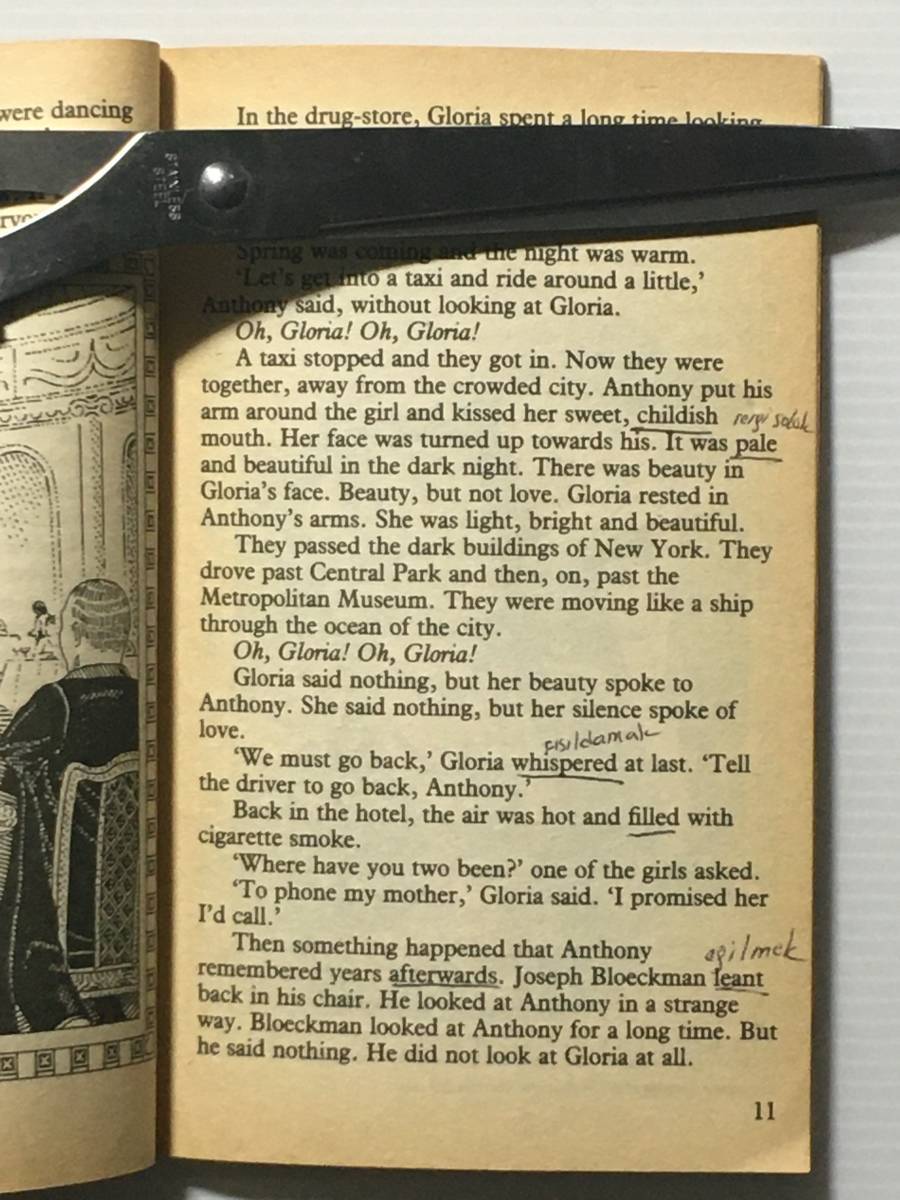 were dancing
In the drug-store, Gloria spent a long time looking
STAINLESS
STEEL
Spring was coming and the night was warm.
‘Let's get into a taxi and ride around a little,’
Anthony said, without looking at Gloria.
Oh, Gloria! Oh, Gloria!
A taxi stopped and they got in. Now they were
together, away from the crowded city. Anthony put his
arm around the girl and kissed her sweet, childish
rengi soluk
mouth. Her face was turned up towards his. It was pale
and beautiful in the dark night. There was beauty in
Gloria's face. Beauty, but not love. Gloria rested in
Anthony's arms. She was light, bright and beautiful.
They passed the dark buildings of New York. They
drove past Central Park and then, on, past the
Metropolitan Museum. They were moving like a ship
through the ocean of the city.
Oh, Gloria! Oh, Gloria!
Gloria said nothing, but her beauty spoke to
Anthony. She said nothing, but her silence spoke of
love.
fısıldamak
‘We must go back,’ Gloria whispered at last. ‘Tell
the driver to go back, Anthony.’
Back in the hotel, the air was hot and filled with
cigarette smoke.
‘Where have you two been?’ one of the girls asked.
‘To phone my mother,’ Gloria said. ‘I promised her
I'd call.’
Then something happened that Anthony
eğilmek
remembered years afterwards. Joseph Bloeckman leant
back in his chair. He looked at Anthony in a strange
way. Bloeckman looked at Anthony for a long time. But
he said nothing. He did not look at Gloria at all.
11